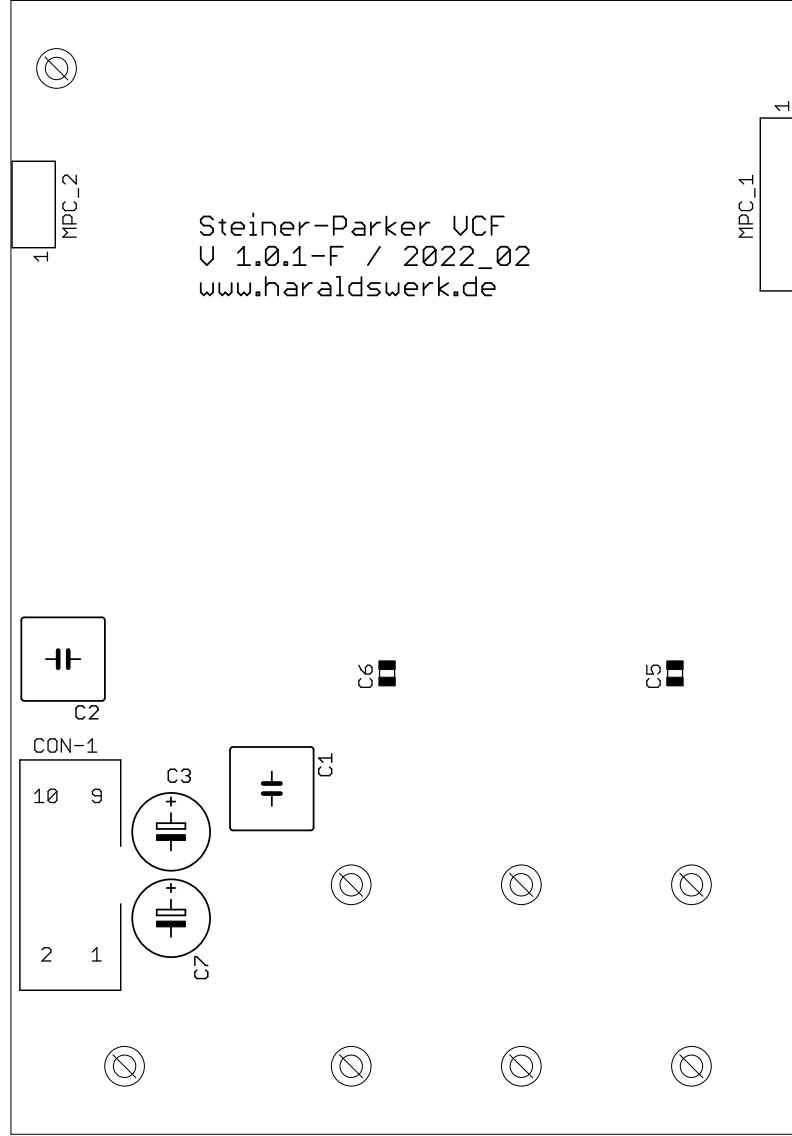 1
MPC_2
1
MPC_1
Steiner-Parker VCF
V 1.0.1-F / 2022_02
www.haraldswerk.de
C6
C5
C2
CON-1
C1
C3
10 9
+
+
2 1
C7